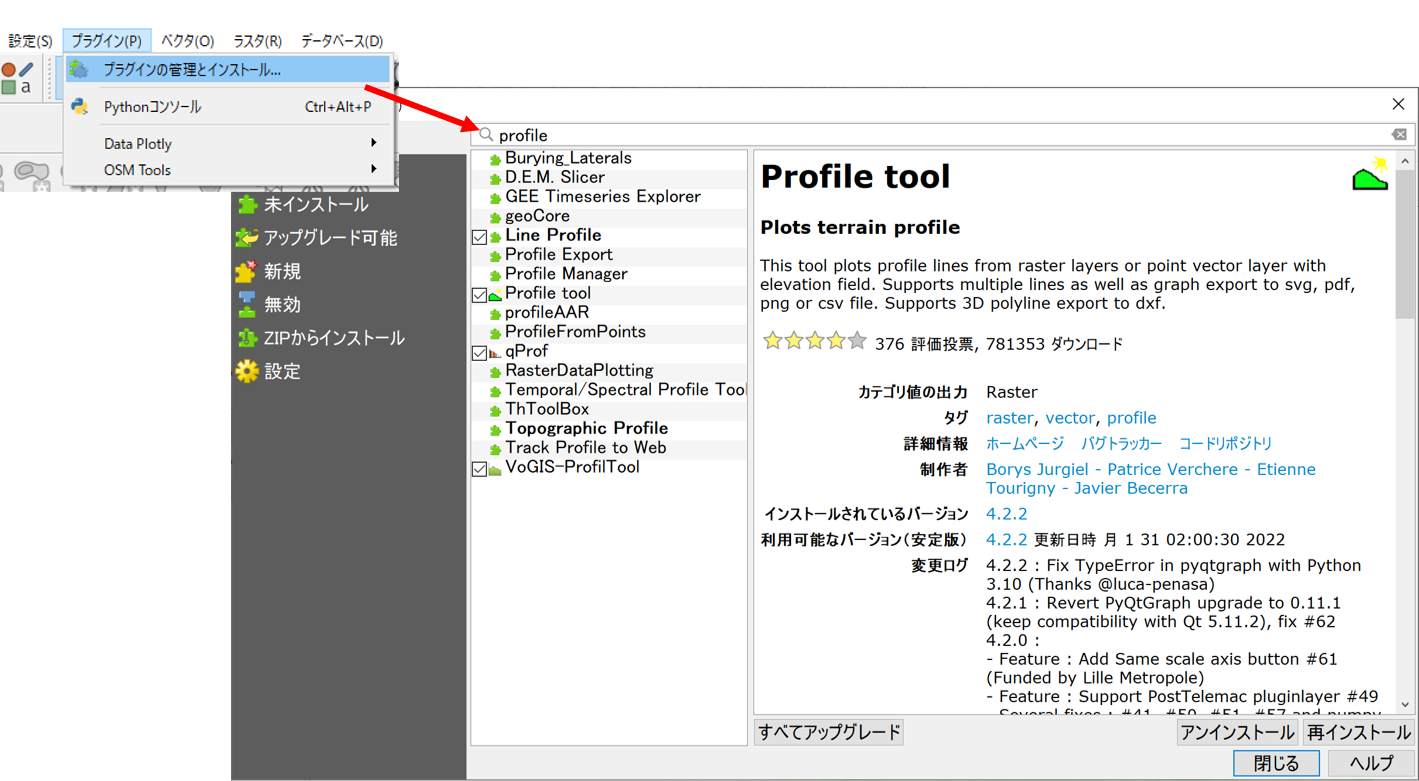 設定(S) プラグイン(P) ベクタ(O) ラスタ(R) データベース(D)
プラグインの管理とインストール...
a
Pythonコンソール Ctrl+Alt+P
Data Plotly
OSM Tools
profile
未インストール
アップグレード可能
新規
無効
ZIPからインストール
設定
Burying_Laterals
D.E.M. Slicer
GEE Timeseries Explorer
geoCore
Line Profile
Profile Export
Profile Manager
Profile tool
profileAAR
ProfileFromPoints
qProf
RasterDataPlotting
Temporal/Spectral Profile Tool
ThToolBox
Topographic Profile
Track Profile to Web
VoGIS-ProfilTool
Profile tool
Plots terrain profile
This tool plots profile lines from raster layers or point vector layer with
elevation field. Supports multiple lines as well as graph export to svg, pdf,
png or csv file. Supports 3D polyline export to dxf.
376 評価投票, 781353 ダウンロード
カテゴリ値の出力 Raster
タグ raster, vector, profile
詳細情報 ホームページ バグトラッカー コードリポジトリ
制作者 Borys Jurgiel - Patrice Verchere - Etienne
Tourigny - Javier Becerra
インストールされているバージョン 4.2.2
利用可能なバージョン(安定版) 4.2.2 更新日時 月 1 31 02:00:30 2022
変更ログ 4.2.2 : Fix TypeError in pyqtgraph with Python
3.10 (Thanks @luca-penasa)
4.2.1 : Revert PyQtGraph upgrade to 0.11.1
(keep compatibility with Qt 5.11.2), fix #62
4.2.0 :
- Feature : Add Same scale axis button #61
(Funded by Lille Metropole)
- Feature : Support PostTelemac pluginlayer #49
- Several fixes : #41, #50, #51, #57 and numpy
すべてアップグレード アンインストール 再インストール
閉じる ヘルプ